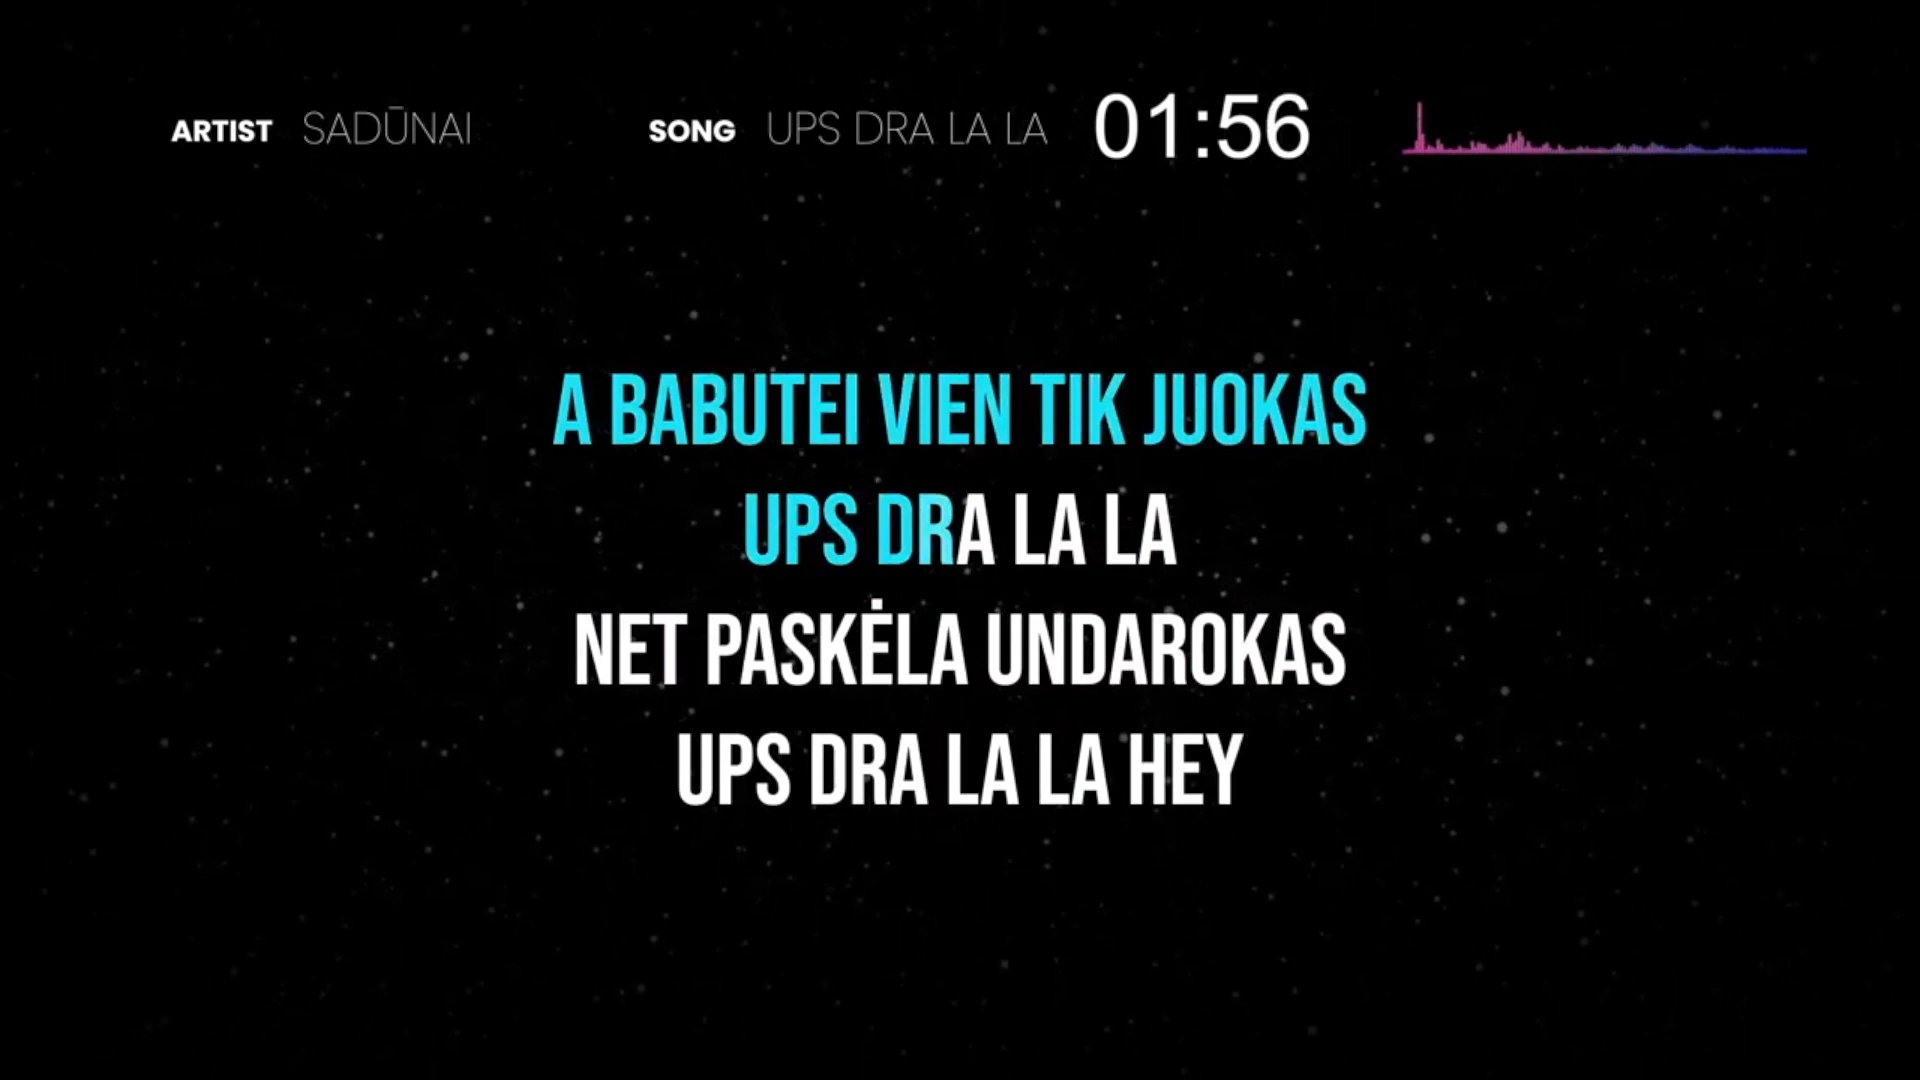 ARTIST SADŪNAI SONG UPS DRA LA LA 01:56
A BABUTEI VIEN TIK JUOKAS
UPS DRA LA LA
NET PASKĖLA UNDAROKAS
UPS DRA LA LA HEY